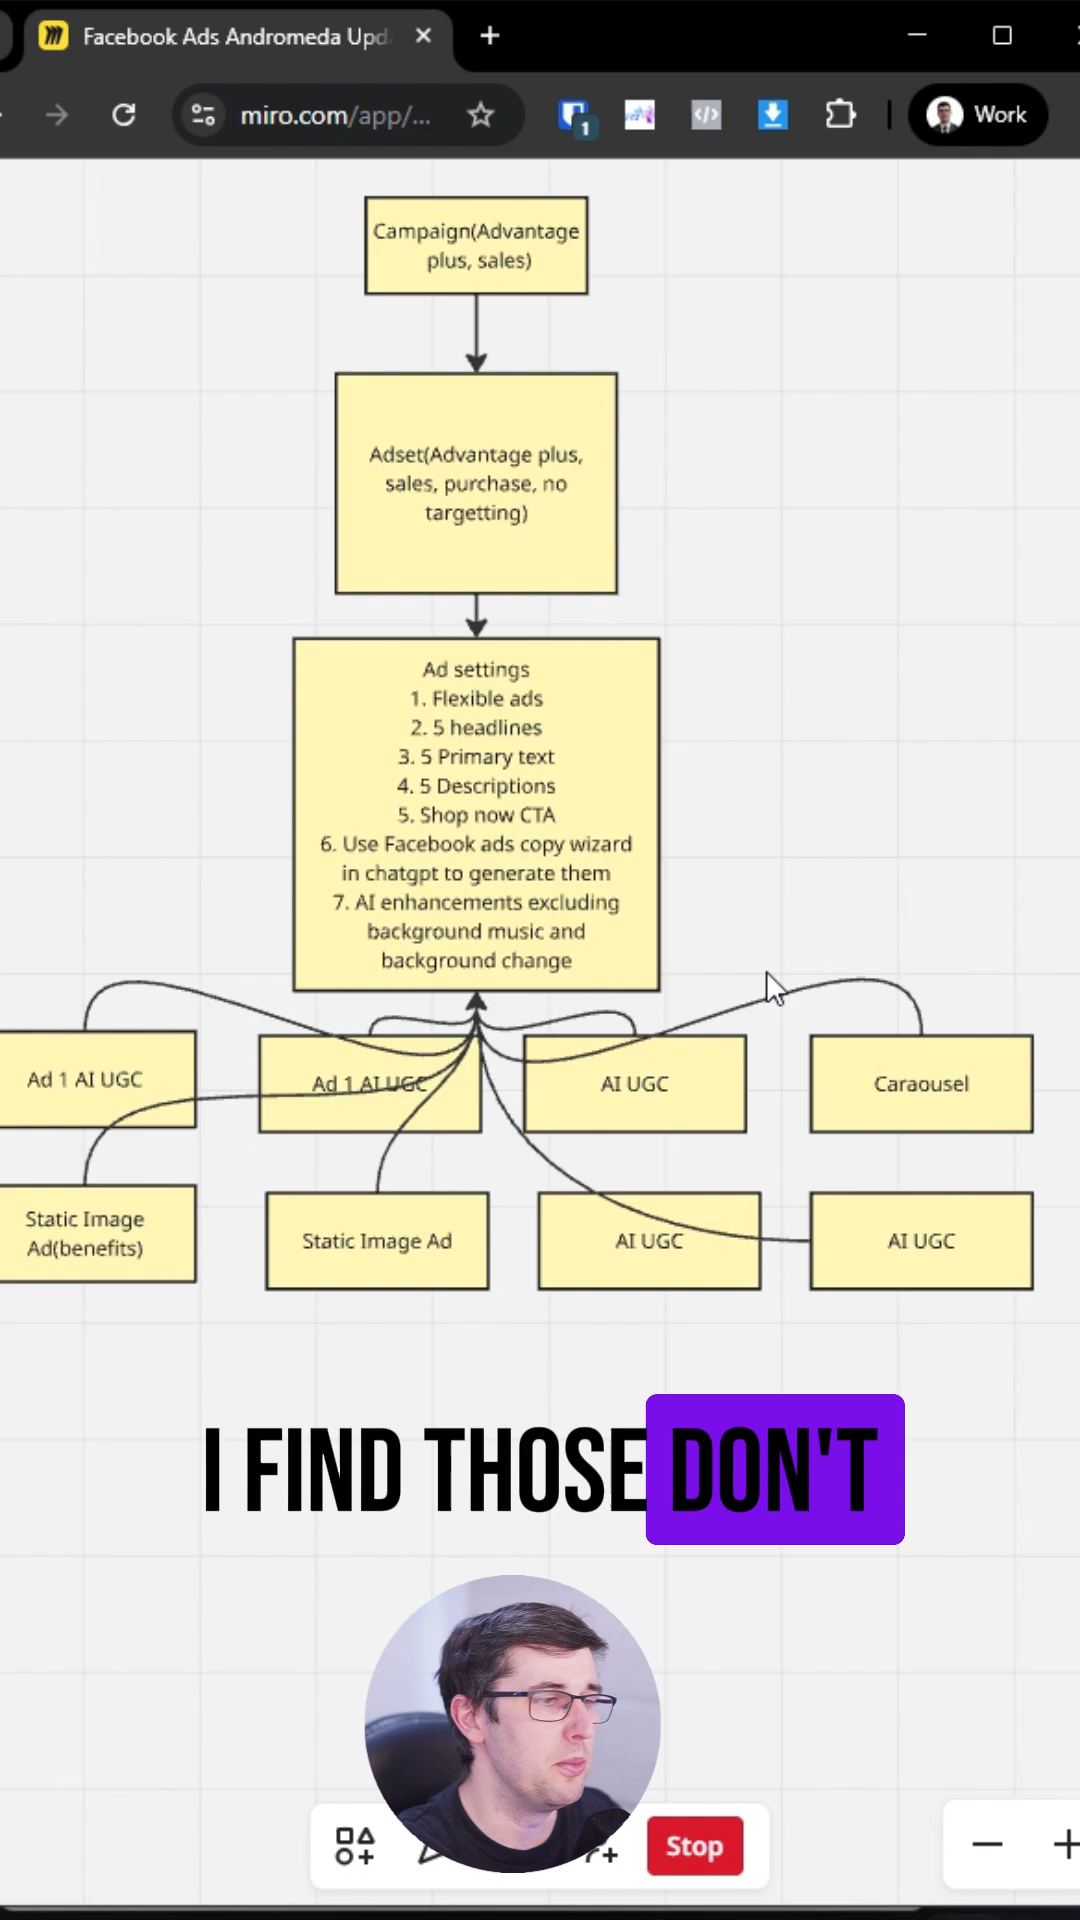 Facebook Ads Andromeda Upd
miro.com/app/...
1
Work
Campaign(Advantage
plus, sales)
Adset(Advantage plus,
sales, purchase, no
targetting)
Ad settings
1. Flexible ads
2. 5 headlines
3. 5 Primary text
4. 5 Descriptions
5. Shop now CTA
6. Use Facebook ads copy wizard
in chatgpt to generate them
7. AI enhancements excluding
background music and
background change
Ad 1 AI UGC
Ad 1 AI UGC
AI UGC
Caraousel
Static Image
Ad(benefits)
Static Image Ad
AI UGC
AI UGC
I FIND THOSE DON'T
Stop